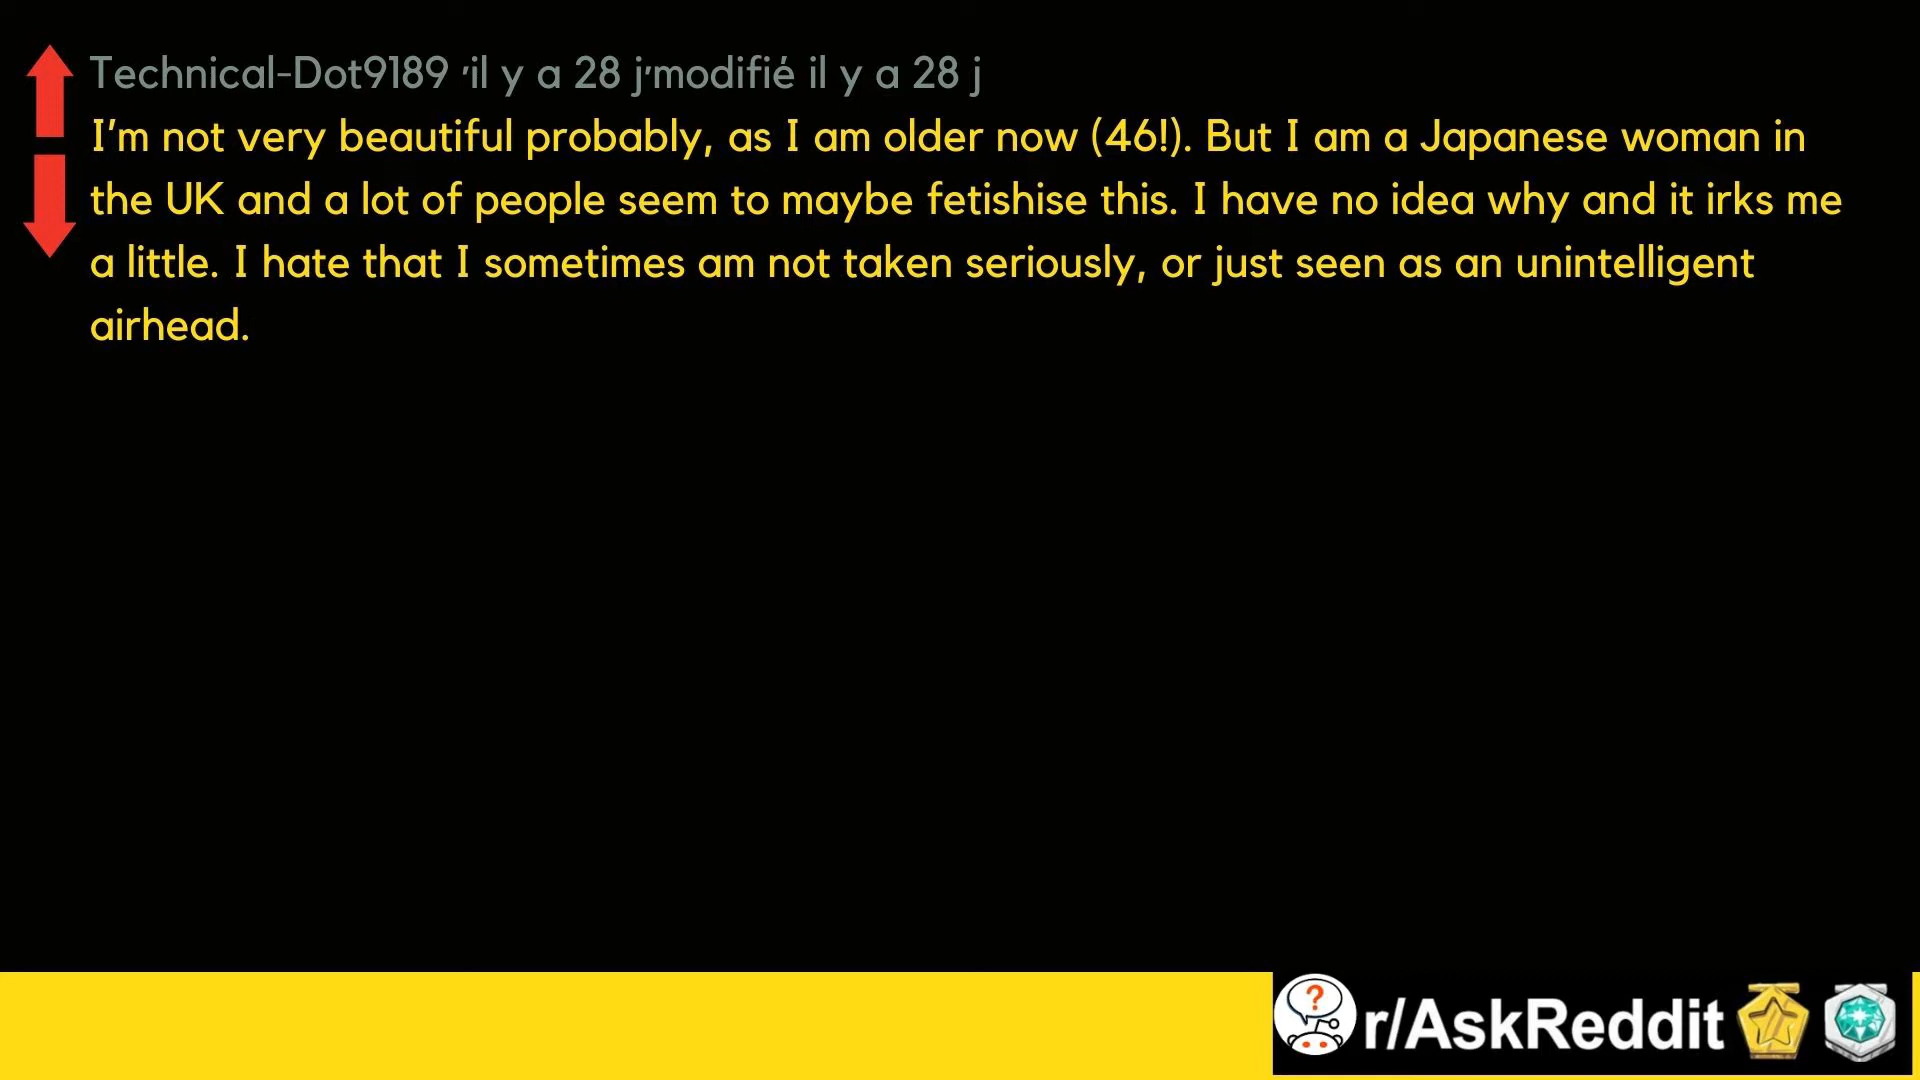 Technical-Dot9189 ·il y a 28 j·modifié il y a 28 j
I'm not very beautiful probably, as I am older now (46!). But I am a Japanese woman in
the UK and a lot of people seem to maybe fetishise this. I have no idea why and it irks me
a little. I hate that I sometimes am not taken seriously, or just seen as an unintelligent
airhead.
?
r/AskReddit